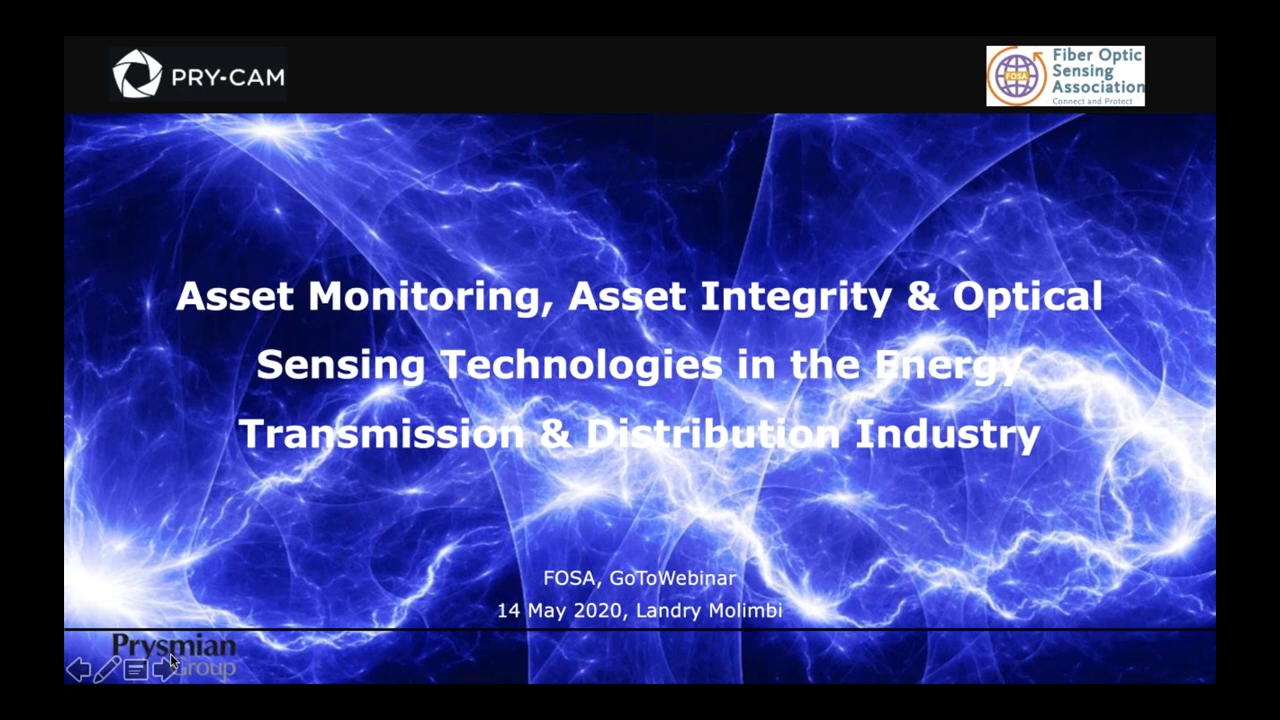 PRY-CAM
Fiber Optic
Sensing
Association
Connect and Protect
FOSA
Asset Monitoring, Asset Integrity & Optical
Sensing Technologies in the Energy
Transmission & Distribution Industry
FOSA, GoToWebinar
14 May 2020, Landry Molimbi
Prysmian
Group